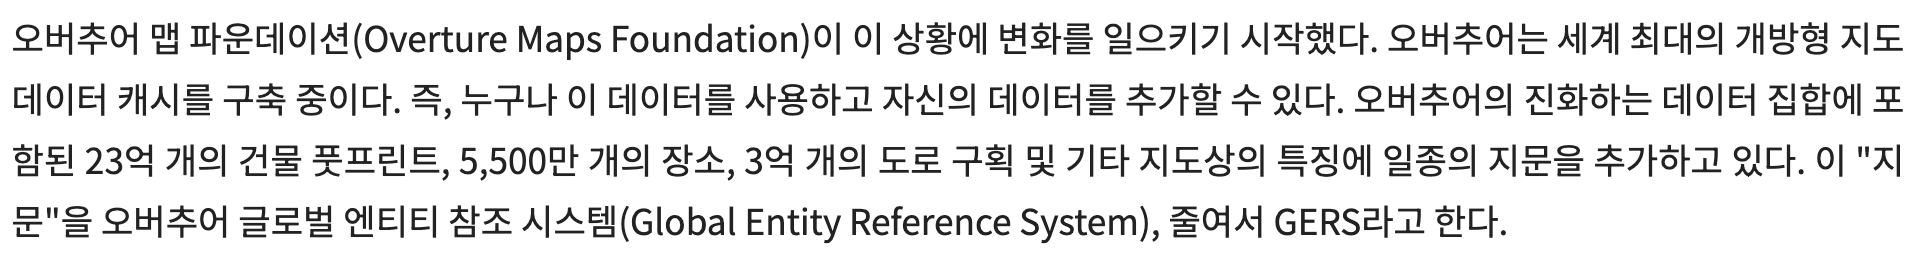 오버추어 맵 파운데이션(Overture Maps Foundation)이 이 상황에 변화를 일으키기 시작했다. 오버추어는 세계 최대의 개방형 지도
데이터 캐시를 구축 중이다. 즉, 누구나 이 데이터를 사용하고 자신의 데이터를 추가할 수 있다. 오버추어의 진화하는 데이터 집합에 포
함된 23억 개의 건물 풋프린트, 5,500만 개의 장소, 3억 개의 도로 구획 및 기타 지도상의 특징에 일종의 지문을 추가하고 있다. 이 "지
문"을 오버추어 글로벌 엔티티 참조 시스템(Global Entity Reference System), 줄여서 GERS라고 한다.